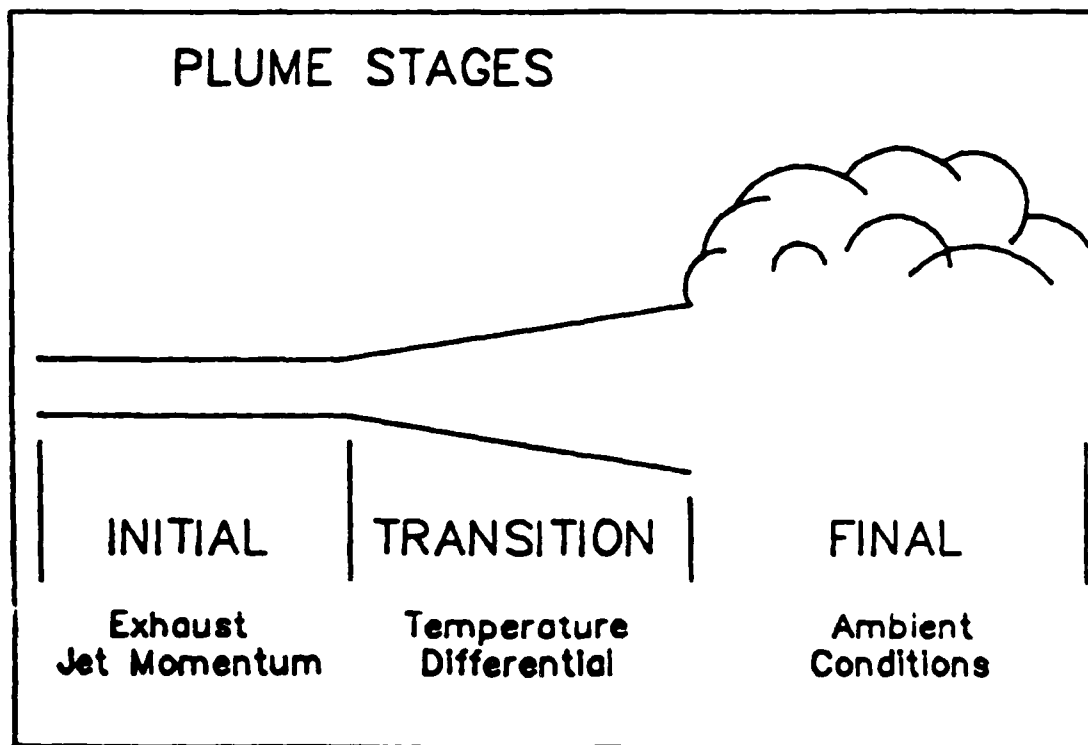 PLUME STAGES
INITIAL
TRANSITION
FINAL
Exhaust
Jet Momentum
Temperature
Differential
Ambient
Conditions